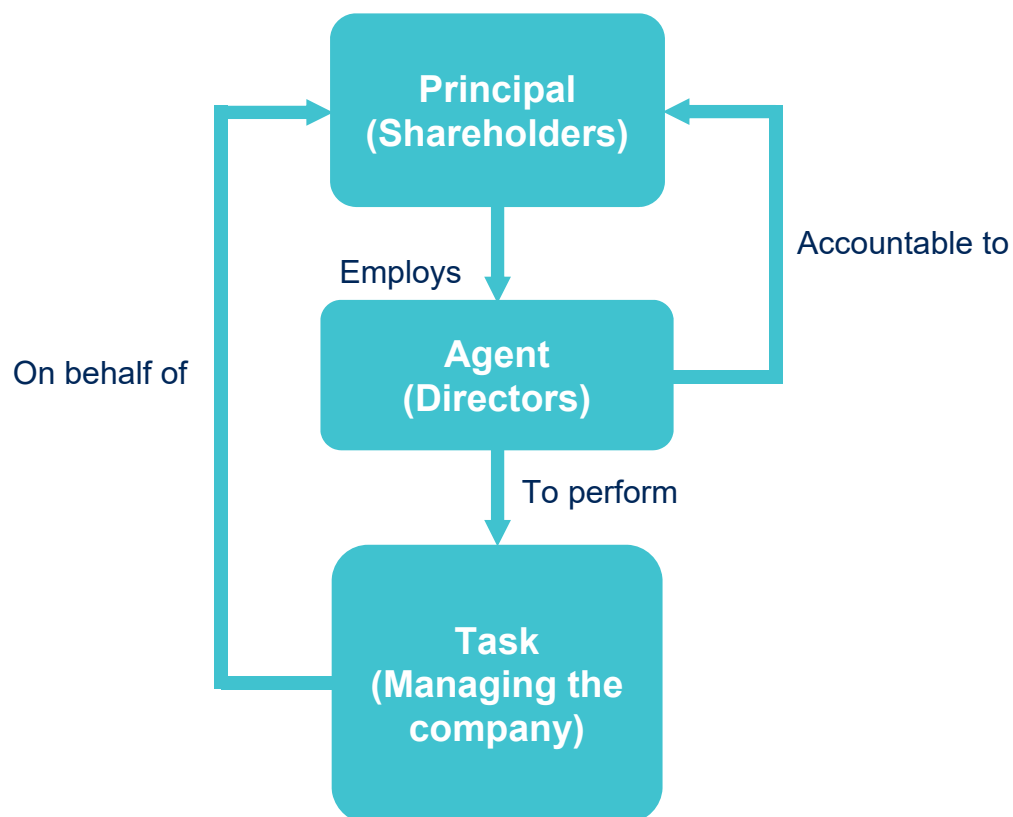 Principal
(Shareholders)
Accountable to
Employs
Agent
(Directors)
On behalf of
To perform
Task
(Managing the
company)